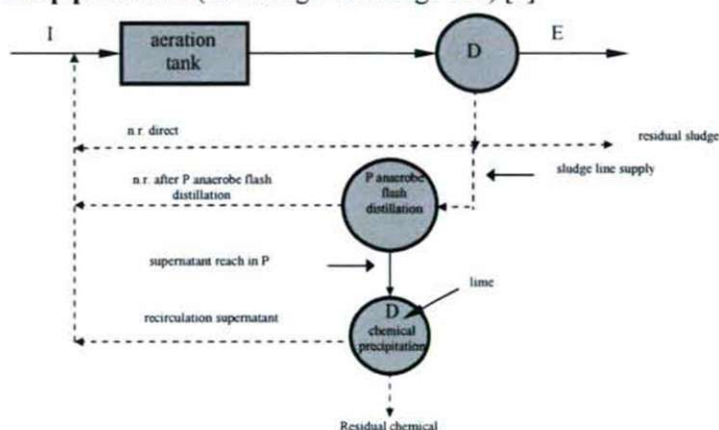 I
aeration
tank
D
E
n.r. direct
residual sludge
n.r. after P anaerobe flash
distillation
P anaerobe
flash
distillation
sludge line supply
supernatant reach in P
lime
recirculation supernatant
D
chemical
precipitation
Residual chemical